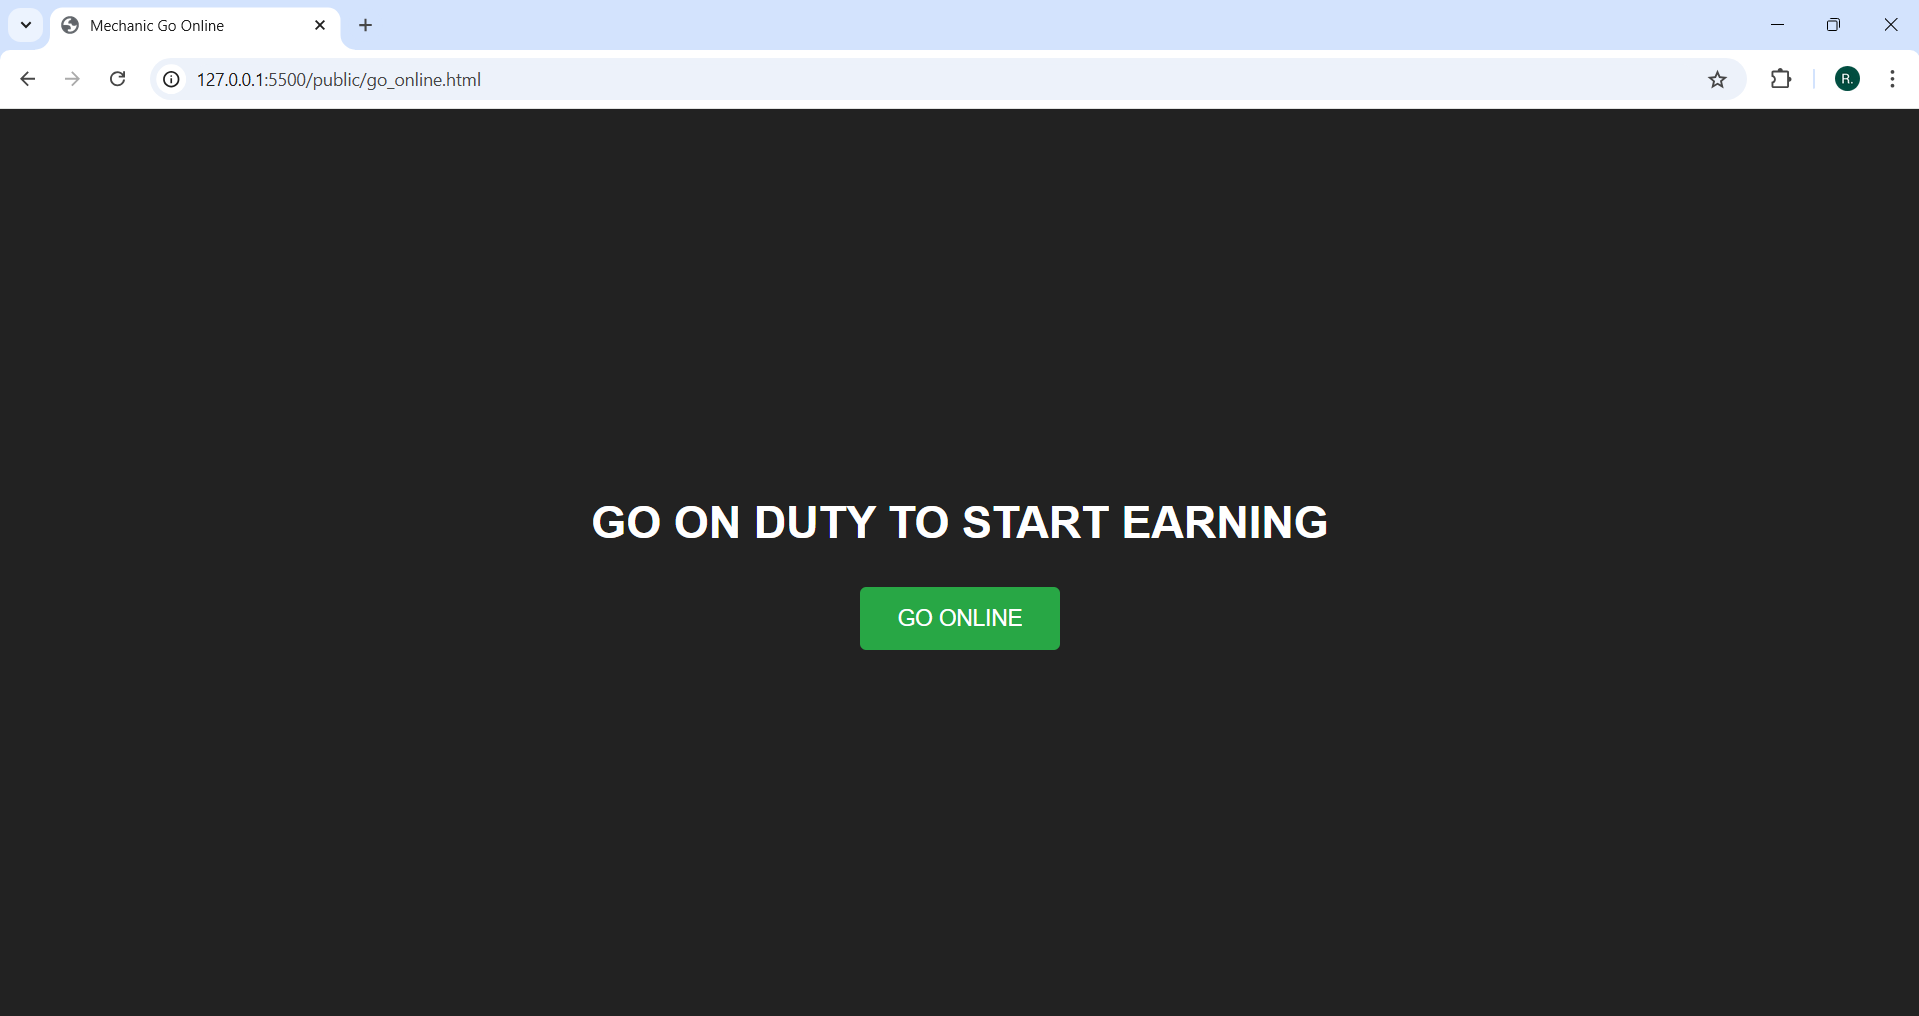 Mechanic Go Online
127.0.0.1:5500/public/go_online.html
R.
GO ON DUTY TO START EARNING
GO ONLINE